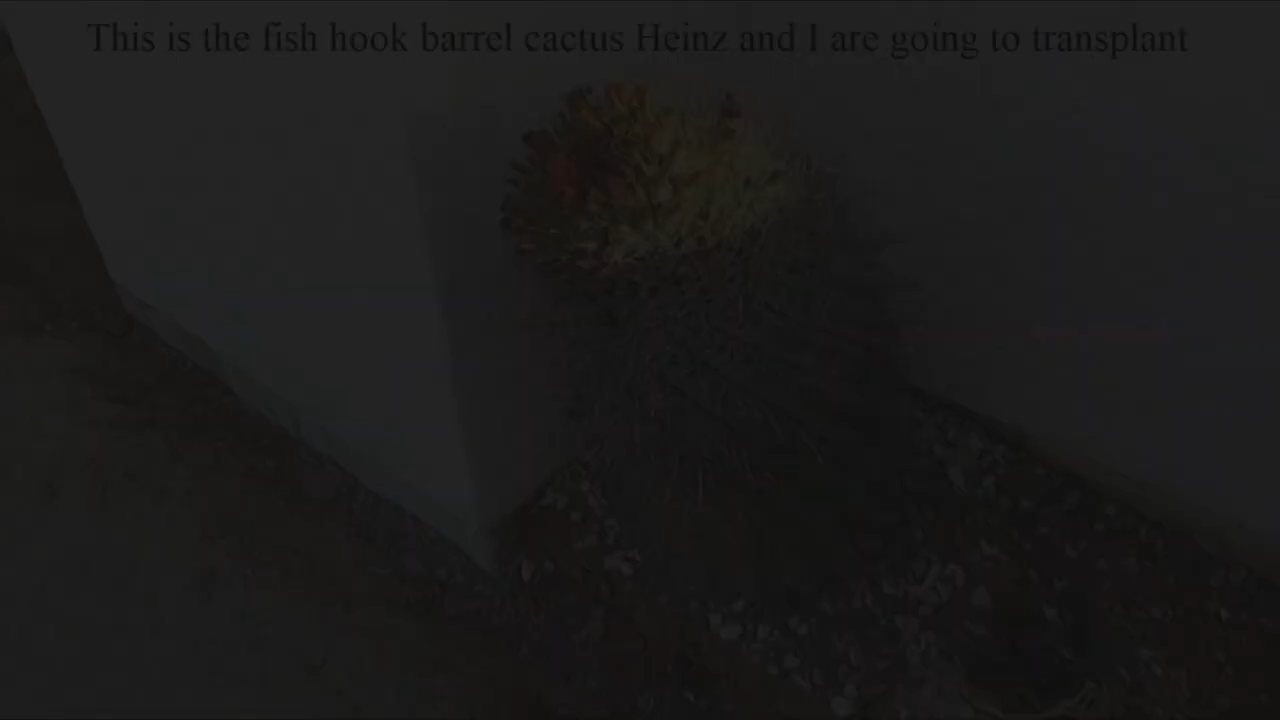 This is the fish hook barrel cactus Heinz and I are going to transplant